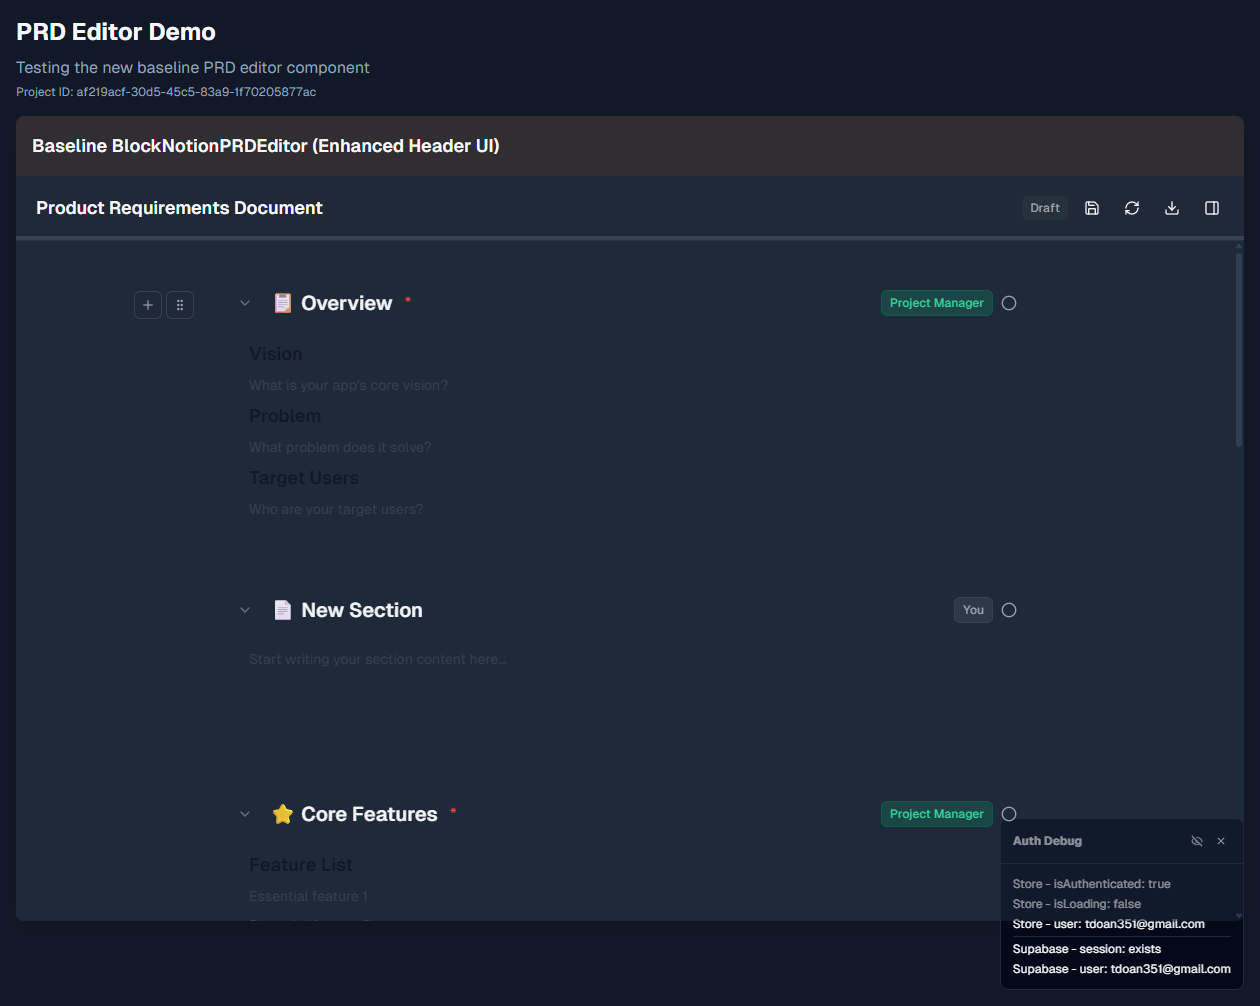 PRD Editor Demo
Testing the new baseline PRD editor component
Project ID: af219acf-30d5-45c5-83a9-1f70205877ac
Baseline BlockNotionPRDEditor (Enhanced Header UI)
Product Requirements Document
Draft
Overview *
Project Manager
Vision
What is your app's core vision?
Problem
What problem does it solve?
Target Users
Who are your target users?
New Section
You
Start writing your section content here...
Core Features *
Project Manager
Feature List
Essential feature 1
Auth Debug
Store - isAuthenticated: true
Store - isLoading: false
Store - user: tdoan351@gmail.com
Supabase - session: exists
Supabase - user: tdoan351@gmail.com